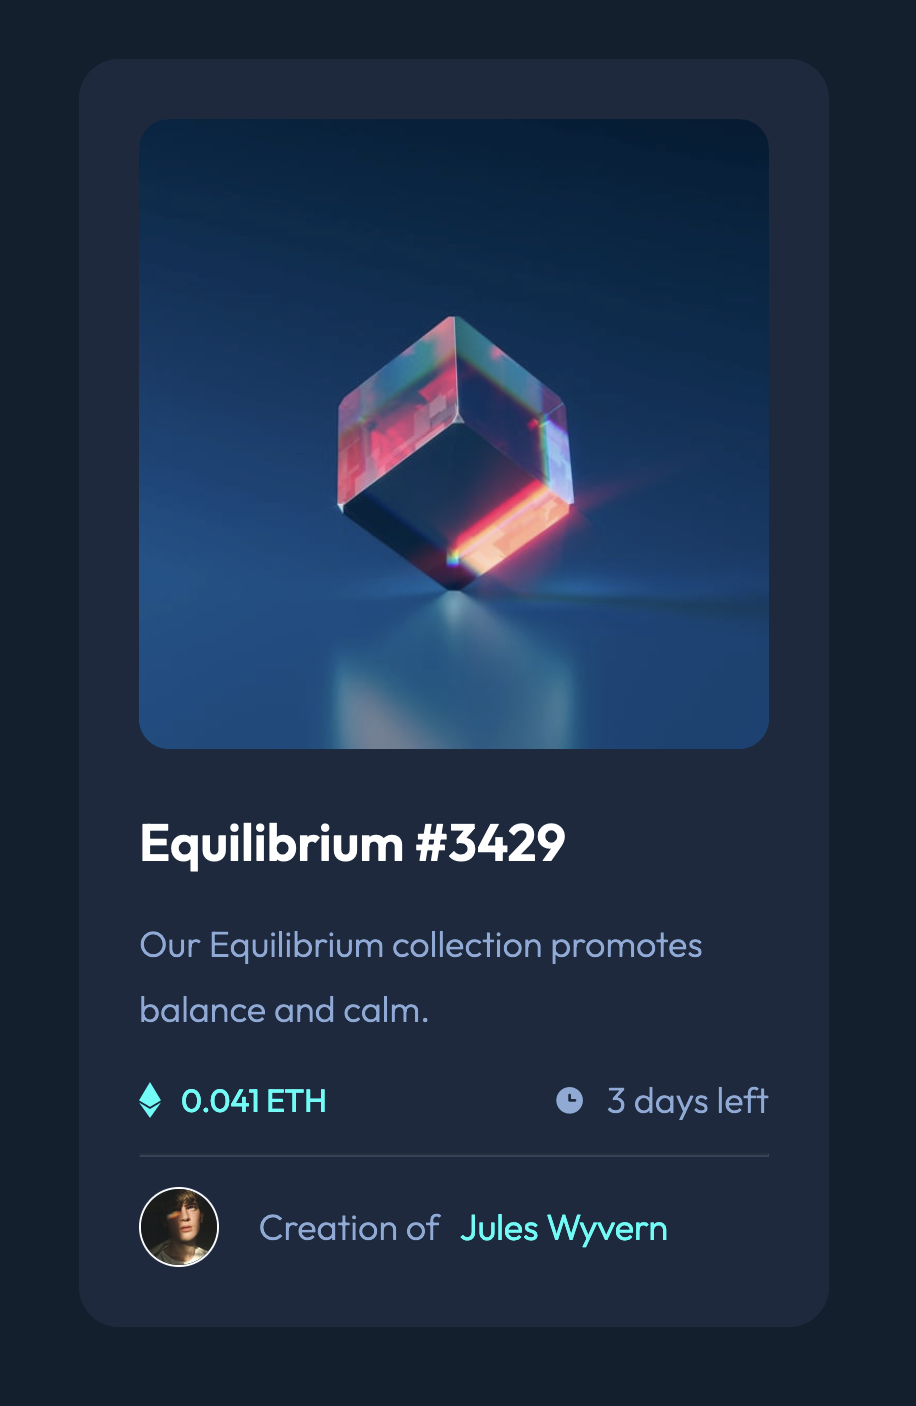 Equilibrium #3429
Our Equilibrium collection promotes
balance and calm.
0.041 ETH
3 days left
Creation of Jules Wyvern